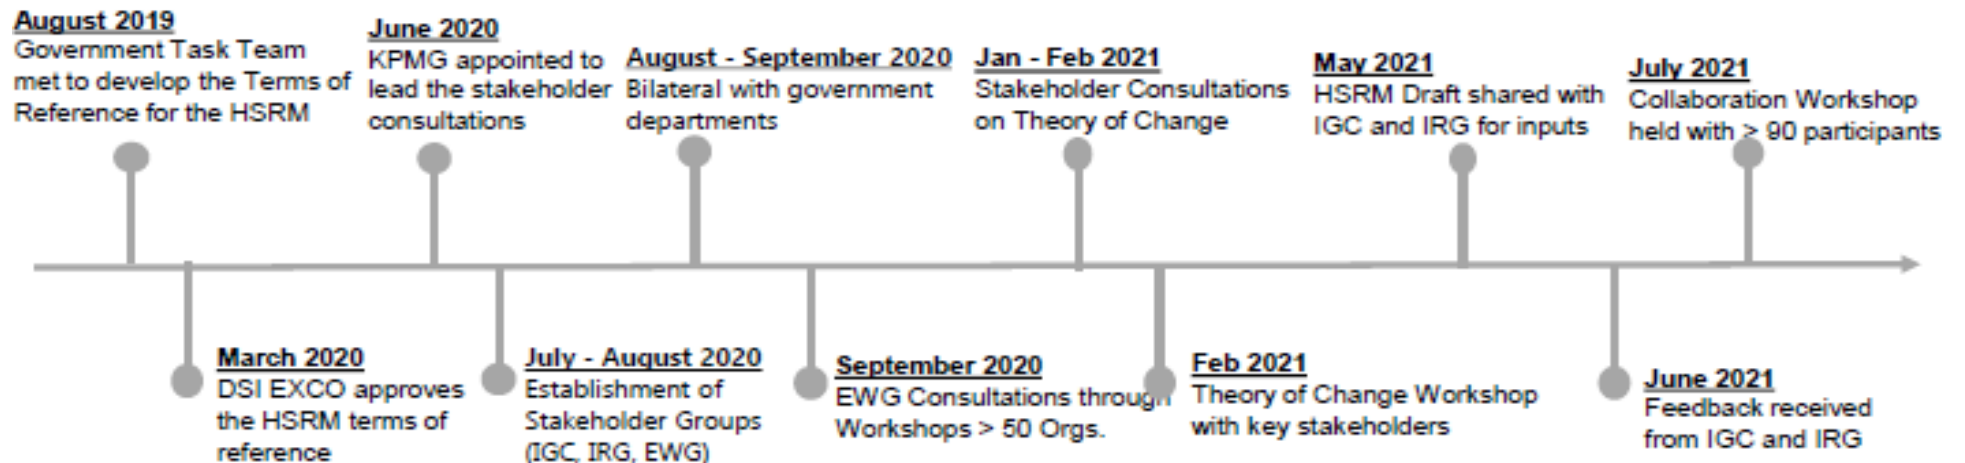 August 2019
Government Task Team
met to develop the Terms of
Reference for the HSRM
June 2020
KPMG appointed to
lead the stakeholder
consultations
August - September 2020
Bilateral with government
departments
Jan - Feb 2021
Stakeholder Consultations
on Theory of Change
May 2021
HSRM Draft shared with
IGC and IRG for inputs
July 2021
Collaboration Workshop
held with > 90 participants
March 2020
DSI EXCO approves
the HSRM terms of
reference
July - August 2020
Establishment of
Stakeholder Groups
(IGC, IRG, EWG)
September 2020
EWG Consultations through
Workshops > 50 Orgs.
Feb 2021
Theory of Change Workshop
with key stakeholders
June 2021
Feedback received
from IGC and IRG